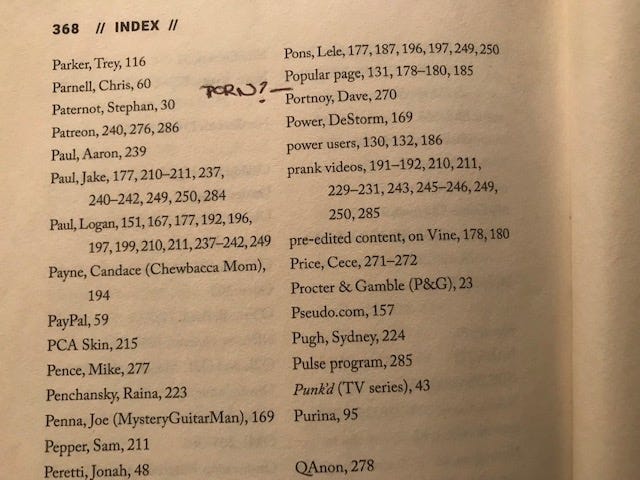 368 // INDEX //
Parker, Trey, 116
Parnell, Chris, 60
Paternot, Stephan, 30
Patreon, 240, 276, 286
Paul, Aaron, 239
Paul, Jake, 177, 210–211, 237,
240–242, 249, 250, 284
Paul, Logan, 151, 167, 177, 192, 196,
197, 199, 210, 211, 237–242, 249
Payne, Candace (Chewbacca Mom),
194
PayPal, 59
PCA Skin, 215
Pence, Mike, 277
Penchansky, Raina, 223
Penna, Joe (MysteryGuitarMan), 169
Pepper, Sam, 211
Peretti, Jonah, 48
Pons, Lele, 177, 187, 196, 197, 249, 250
Popular page, 131, 178–180, 185
PORN? –
Portnoy, Dave, 270
Power, DeStorm, 169
power users, 130, 132, 186
prank videos, 191–192, 210, 211,
229–231, 243, 245–246, 249,
250, 285
pre-edited content, on Vine, 178, 180
Price, Cece, 271–272
Procter & Gamble (P&G), 23
Pseudo.com, 157
Pugh, Sydney, 224
Pulse program, 285
Punk'd (TV series), 43
Purina, 95
QAnon, 278